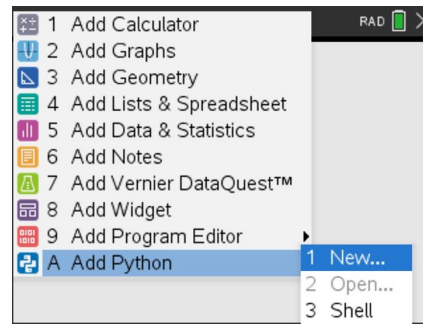 1 Add Calculator
RAD
2 Add Graphs
3 Add Geometry
4 Add Lists & Spreadsheet
5 Add Data & Statistics
6 Add Notes
7 Add Vernier DataQuest™
8 Add Widget
9 Add Program Editor
A Add Python
1 New...
2 Open...
3 Shell